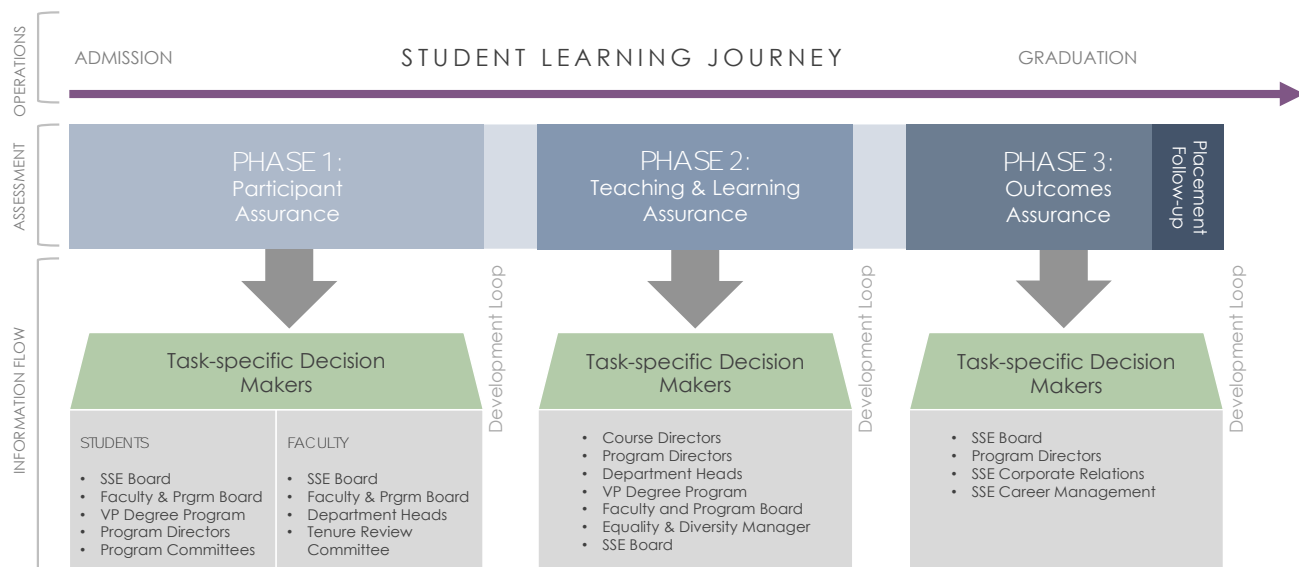 OPERATIONS
ADMISSION
STUDENT LEARNING JOURNEY
GRADUATION
ASSESSMENT
PHASE 1:
Participant
Assurance
PHASE 2:
Teaching & Learning
Assurance
PHASE 3:
Outcomes
Assurance
Placement
Follow-up
INFORMATION FLOW
Task-specific Decision
Makers
STUDENTS
• SSE Board
• Faculty & Prgrm Board
• VP Degree Program
• Program Directors
• Program Committees
FACULTY
• SSE Board
• Faculty & Prgrm Board
• Department Heads
• Tenure Review
Committee
Development Loop
Task-specific Decision
Makers
• Course Directors
• Program Directors
• Department Heads
• VP Degree Program
• Faculty and Program Board
• Equality & Diversity Manager
• SSE Board
Development Loop
Task-specific Decision
Makers
• SSE Board
• Program Directors
• SSE Corporate Relations
• SSE Career Management
Development Loop